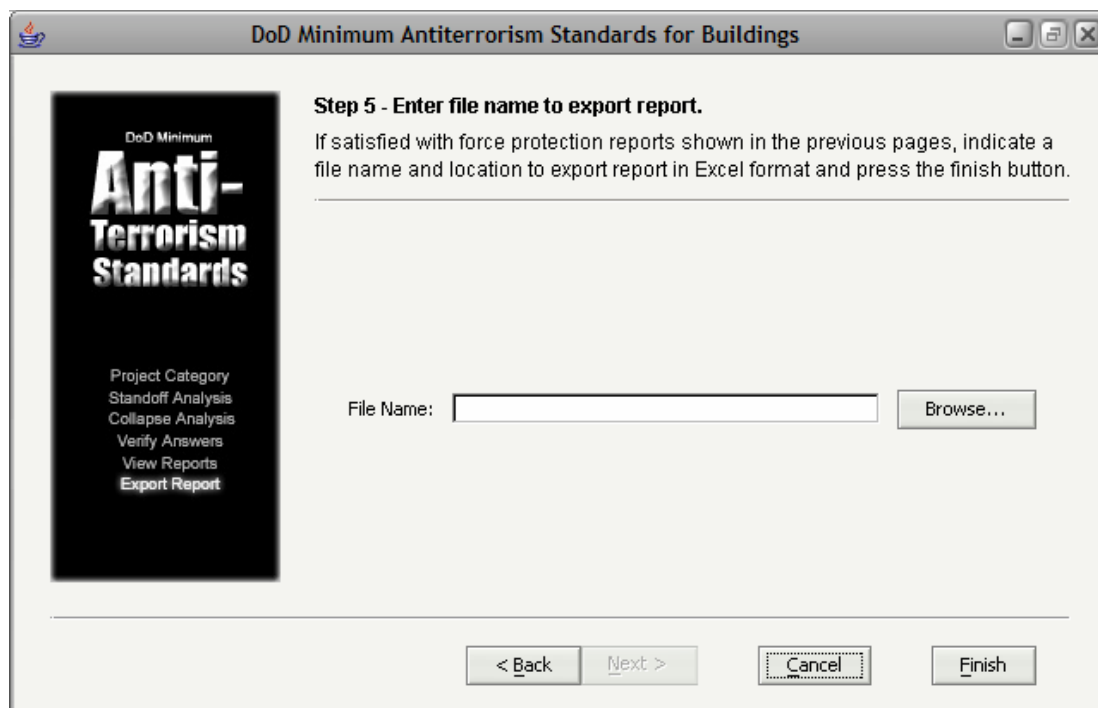 DoD Minimum Antiterrorism Standards for Buildings
DoD Minimum
Anti-
Terrorism
Standards
Project Category
Standoff Analysis
Collapse Analysis
Verify Answers
View Reports
Export Report
Step 5 - Enter file name to export report.
If satisfied with force protection reports shown in the previous pages, indicate a
file name and location to export report in Excel format and press the finish button.
File Name:
Browse...
< Back
Next >
Cancel
Finish